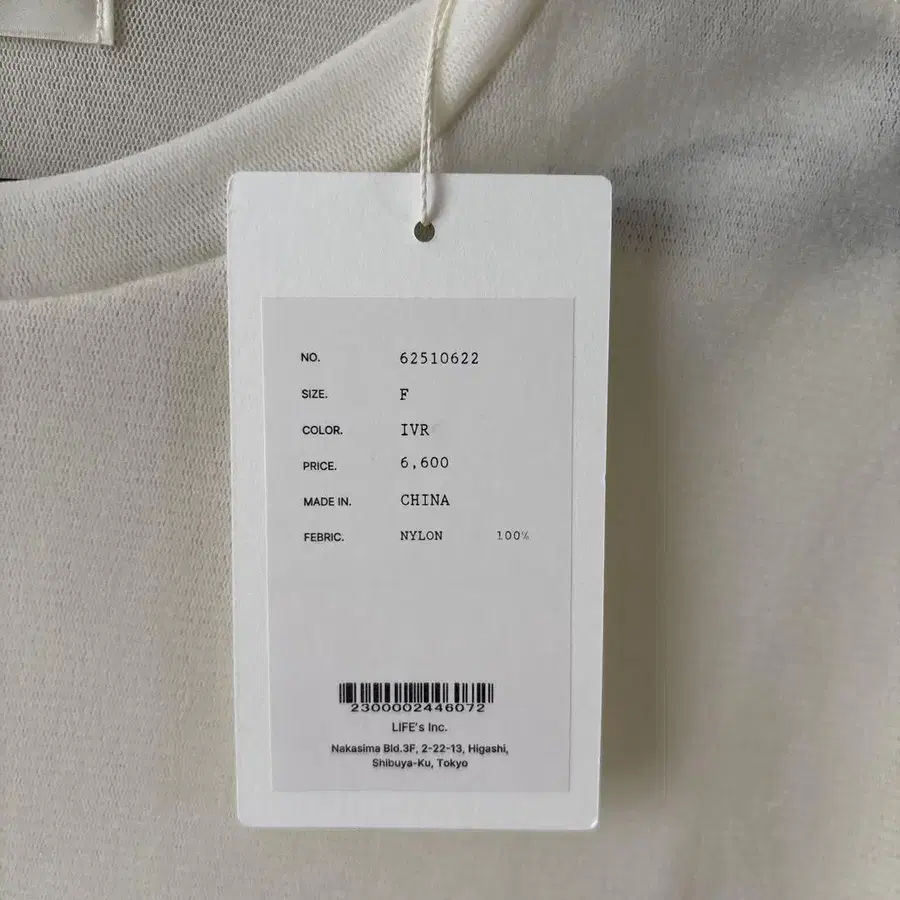 NO. 62510622
SIZE. F
COLOR. IVR
PRICE. 6,600
MADE IN. CHINA
FEBRIC. NYLON 100%
2300002446072
LIFE's Inc.
Nakasima Bld.3F, 2-22-13, Higashi,
Shibuya-Ku, Tokyo